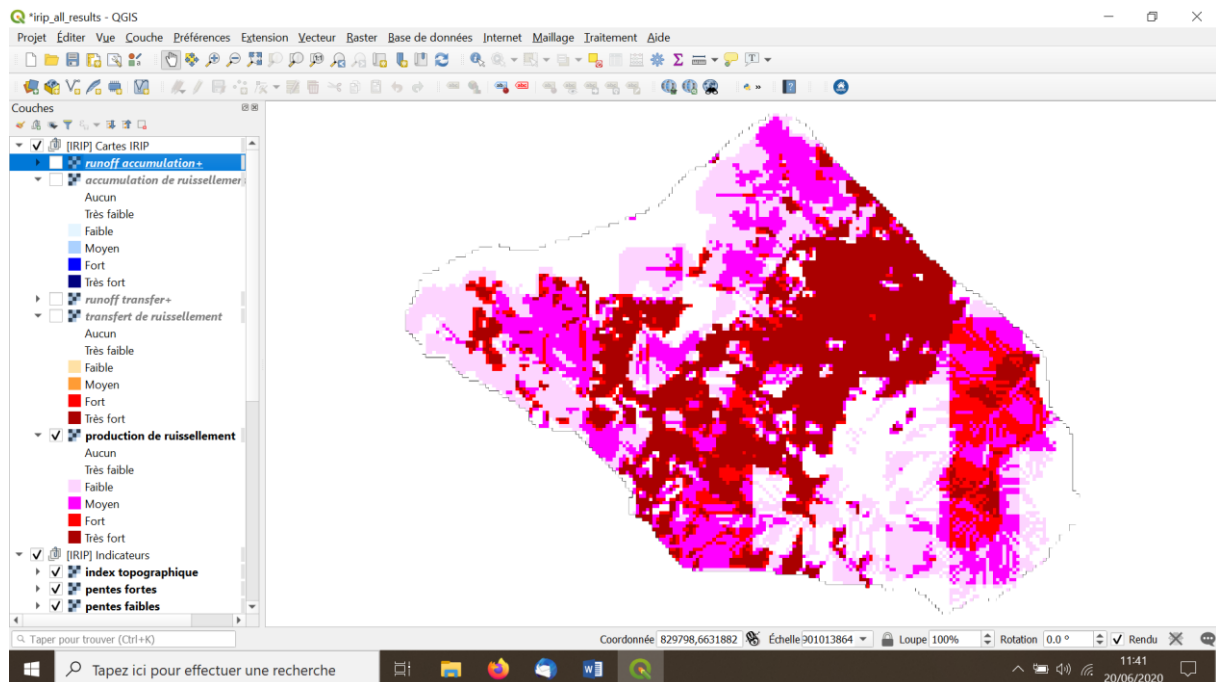 *irip_all_results - QGIS
Projet Éditer Vue Couche Préférences Extension Vecteur Raster Base de données Internet Maillage Traitement Aide
Couches
[IRIP] Cartes IRIP
runoff accumulation+
accumulation de ruissellemen
Aucun
Très faible
Faible
Moyen
Fort
Très fort
runoff transfer+
transfert de ruissellement
Aucun
Très faible
Faible
Moyen
Fort
Très fort
production de ruissellement
Aucun
Très faible
Faible
Moyen
Fort
Très fort
[IRIP] Indicateurs
index topographique
pentes fortes
pentes faibles
Taper pour trouver (Ctrl+K)
Coordonnée 829798,6631882 Échelle 901013864 Loupe 100% Rotation 0.0 ° Rendu
Tapez ici pour effectuer une recherche
11:41
20/06/2020